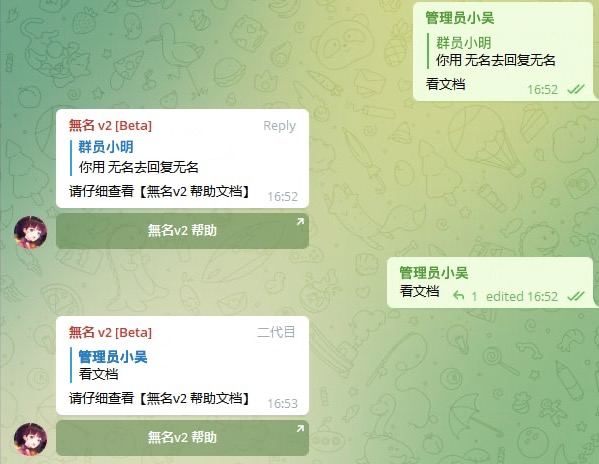 管理员小吴
群员小明
你用 无名去回复无名
看文档
16:52
無名 v2 [Beta] Reply
群员小明
你用 无名去回复无名
请仔细查看【無名v2 帮助文档】 16:52
無名v2 帮助
管理员小吴
看文档 1 edited 16:52
無名 v2 [Beta] 二代目
管理员小吴
看文档
请仔细查看【無名v2 帮助文档】 16:53
無名v2 帮助